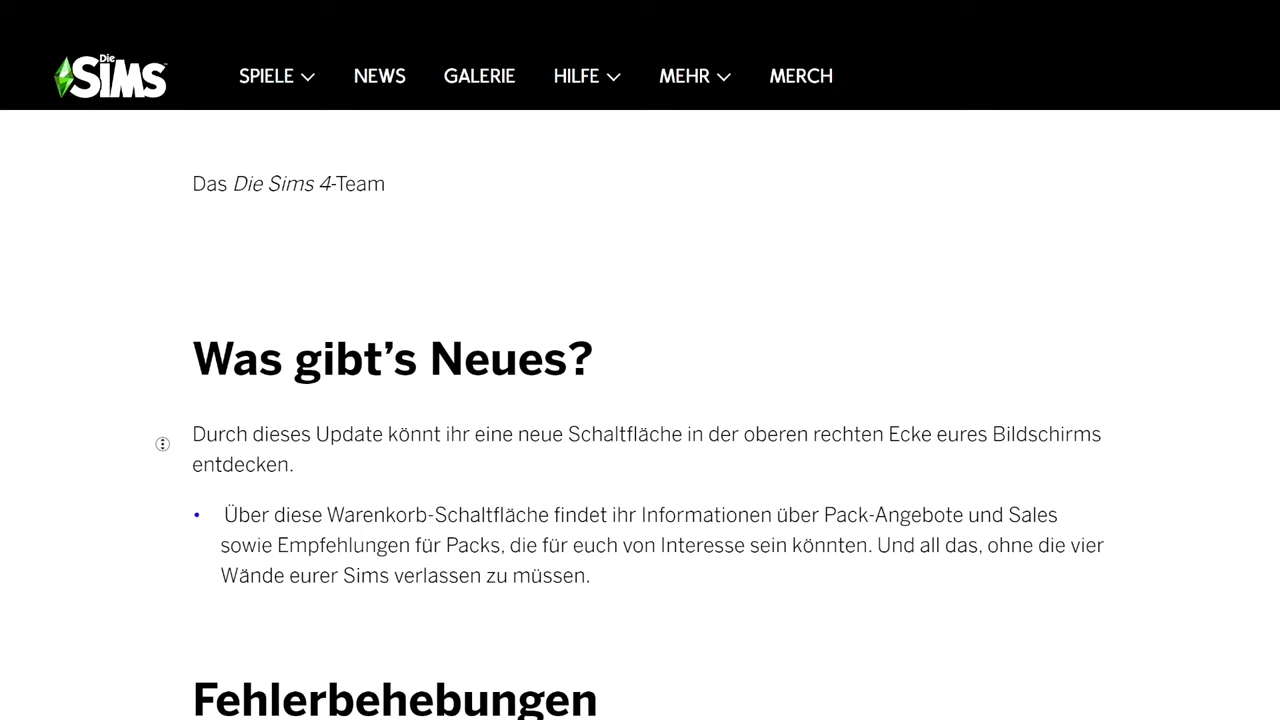 Die
SIMS
SPIELE NEWS GALERIE HILFE MEHR MERCH
Das Die Sims 4-Team
Was gibt’s Neues?
Durch dieses Update könnt ihr eine neue Schaltfläche in der oberen rechten Ecke eures Bildschirms
entdecken.
• Über diese Warenkorb-Schaltfläche findet ihr Informationen über Pack-Angebote und Sales
sowie Empfehlungen für Packs, die für euch von Interesse sein könnten. Und all das, ohne die vier
Wände eurer Sims verlassen zu müssen.
Fehlerbehebungen